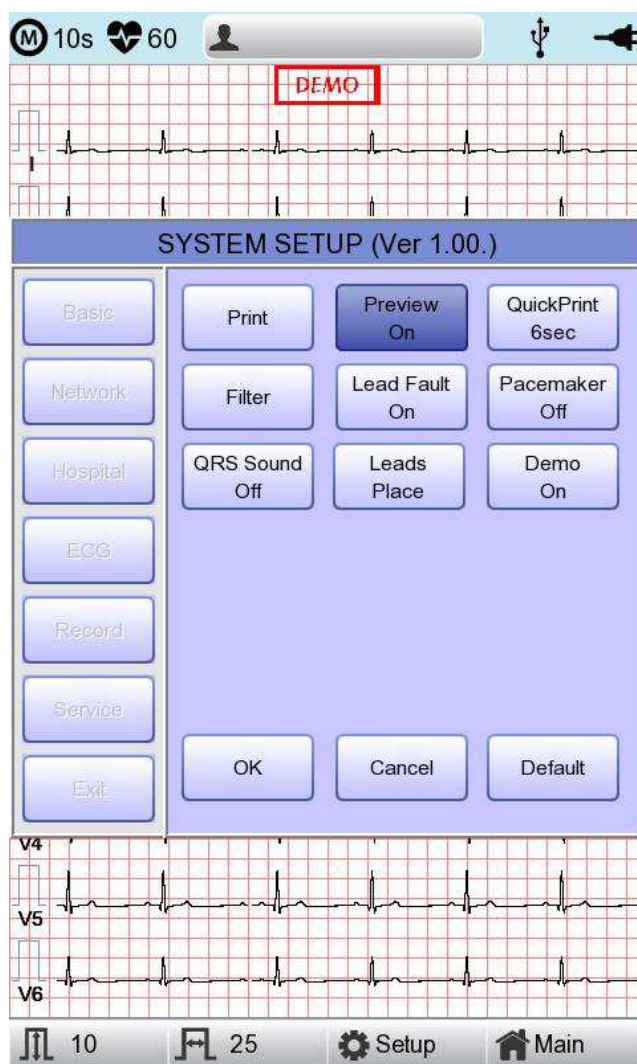 M 10s 60
DEMO
I
SYSTEM SETUP (Ver 1.00.)
Basic
Network
Hospital
ECG
Record
Service
Exit
Print
Preview
On
QuickPrint
6sec
Filter
Lead Fault
On
Pacemaker
Off
QRS Sound
Off
Leads
Place
Demo
On
OK
Cancel
Default
V4
V5
V6
10
25
Setup
Main